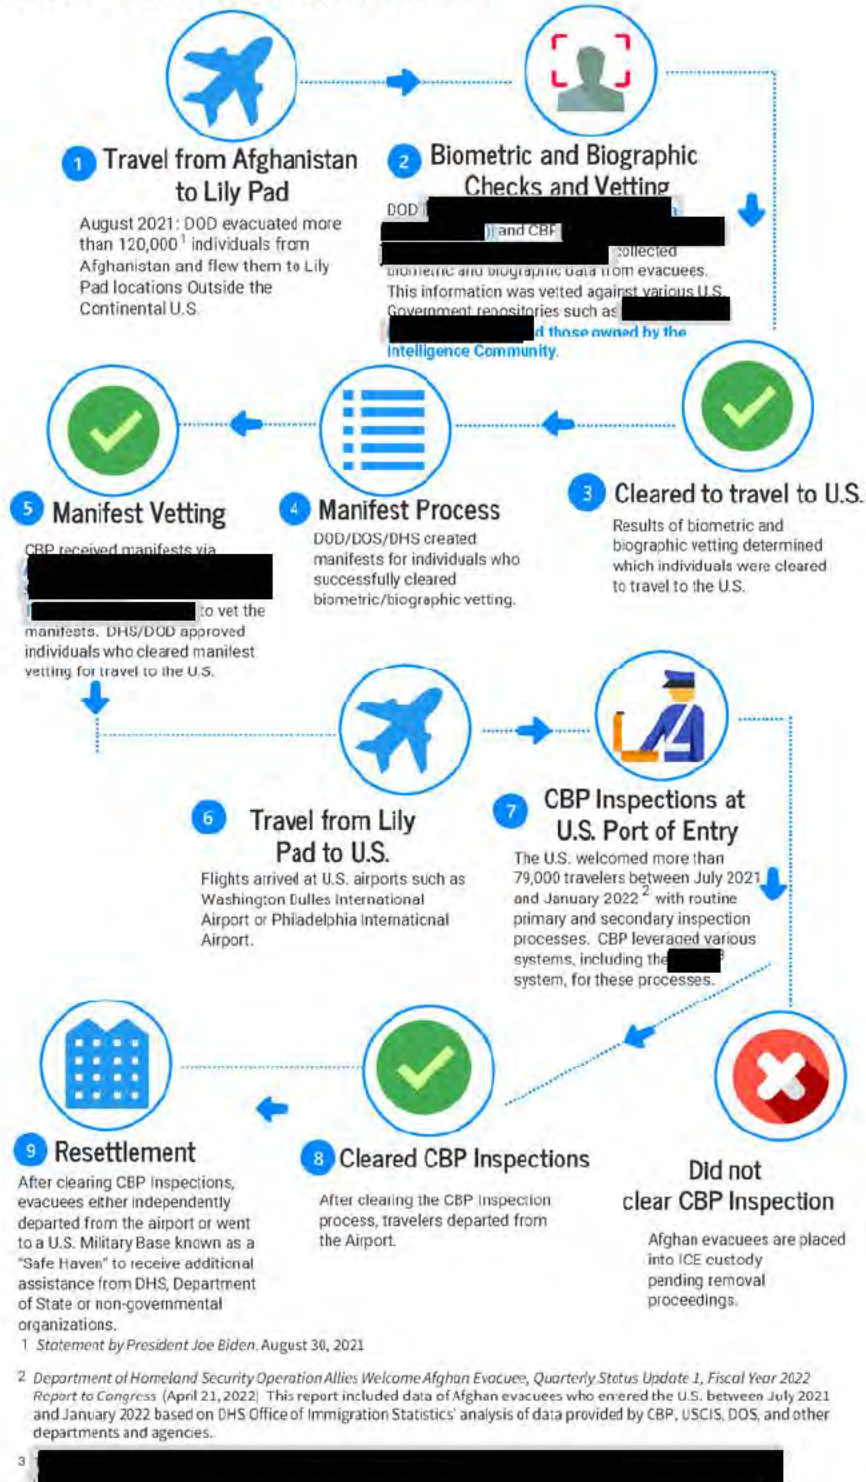 1 Travel from Afghanistan
to Lily Pad
August 2021: DOD evacuated more
than 120,000 1 individuals from
Afghanistan and flew them to Lily
Pad locations Outside the
Continental U.S
2 Biometric and Biographic
Checks and Vetting
DOD
and CBP
collected
biometric and biographic data from evacuees.
This information was vetted against various U.S.
Government repositories such as
those owned by the
Intelligence Community.
3 Cleared to travel to U.S.
Results of biometric and
biographic vetting determined
which individuals were cleared
to travel to the U.S.
4 Manifest Process
DOD/DOS/DHS created
manifests for individuals who
successfully cleared
biometric/biographic vetting.
5 Manifest Vetting
CBP received manifests via
to vet the
manifests. DHS/DOD approved
individuals who cleared manifest
vetting for travel to the U.S.
6 Travel from Lily
Pad to U.S.
Flights arrived at U.S. airports such as
Washington Dulles International
Airport or Philadelphia International
Airport.
7 CBP Inspections at
U.S. Port of Entry
The U.S. welcomed more than
79,000 travelers between July 2021
and January 2022 2 with routine
primary and secondary inspection
processes. CBP leveraged various
systems, including the
system, for these processes.
8 Cleared CBP Inspections
After clearing the CBP Inspection
process, travelers departed from
the Airport.
Did not
clear CBP Inspection
Afghan evacuees are placed
into ICE custody
pending removal
proceedings.
9 Resettlement
After clearing CBP Inspections,
evacuees either independently
departed from the airport or went
to a U.S. Military Base known as a
"Safe Haven" to receive additional
assistance from DHS, Department
of State or non-governmental
organizations.
1 Statement by President Joe Biden. August 30, 2021
2 Department of Homeland Security Operation Allies Welcome Afghan Evacuee, Quarterly Status Update 1, Fiscal Year 2022
Report to Congress (April 21, 2022) This report included data of Afghan evacuees who entered the U.S. between July 2021
and January 2022 based on DHS Office of Immigration Statistics' analysis of data provided by CBP, USCIS, DOS, and other
departments and agencies.
3